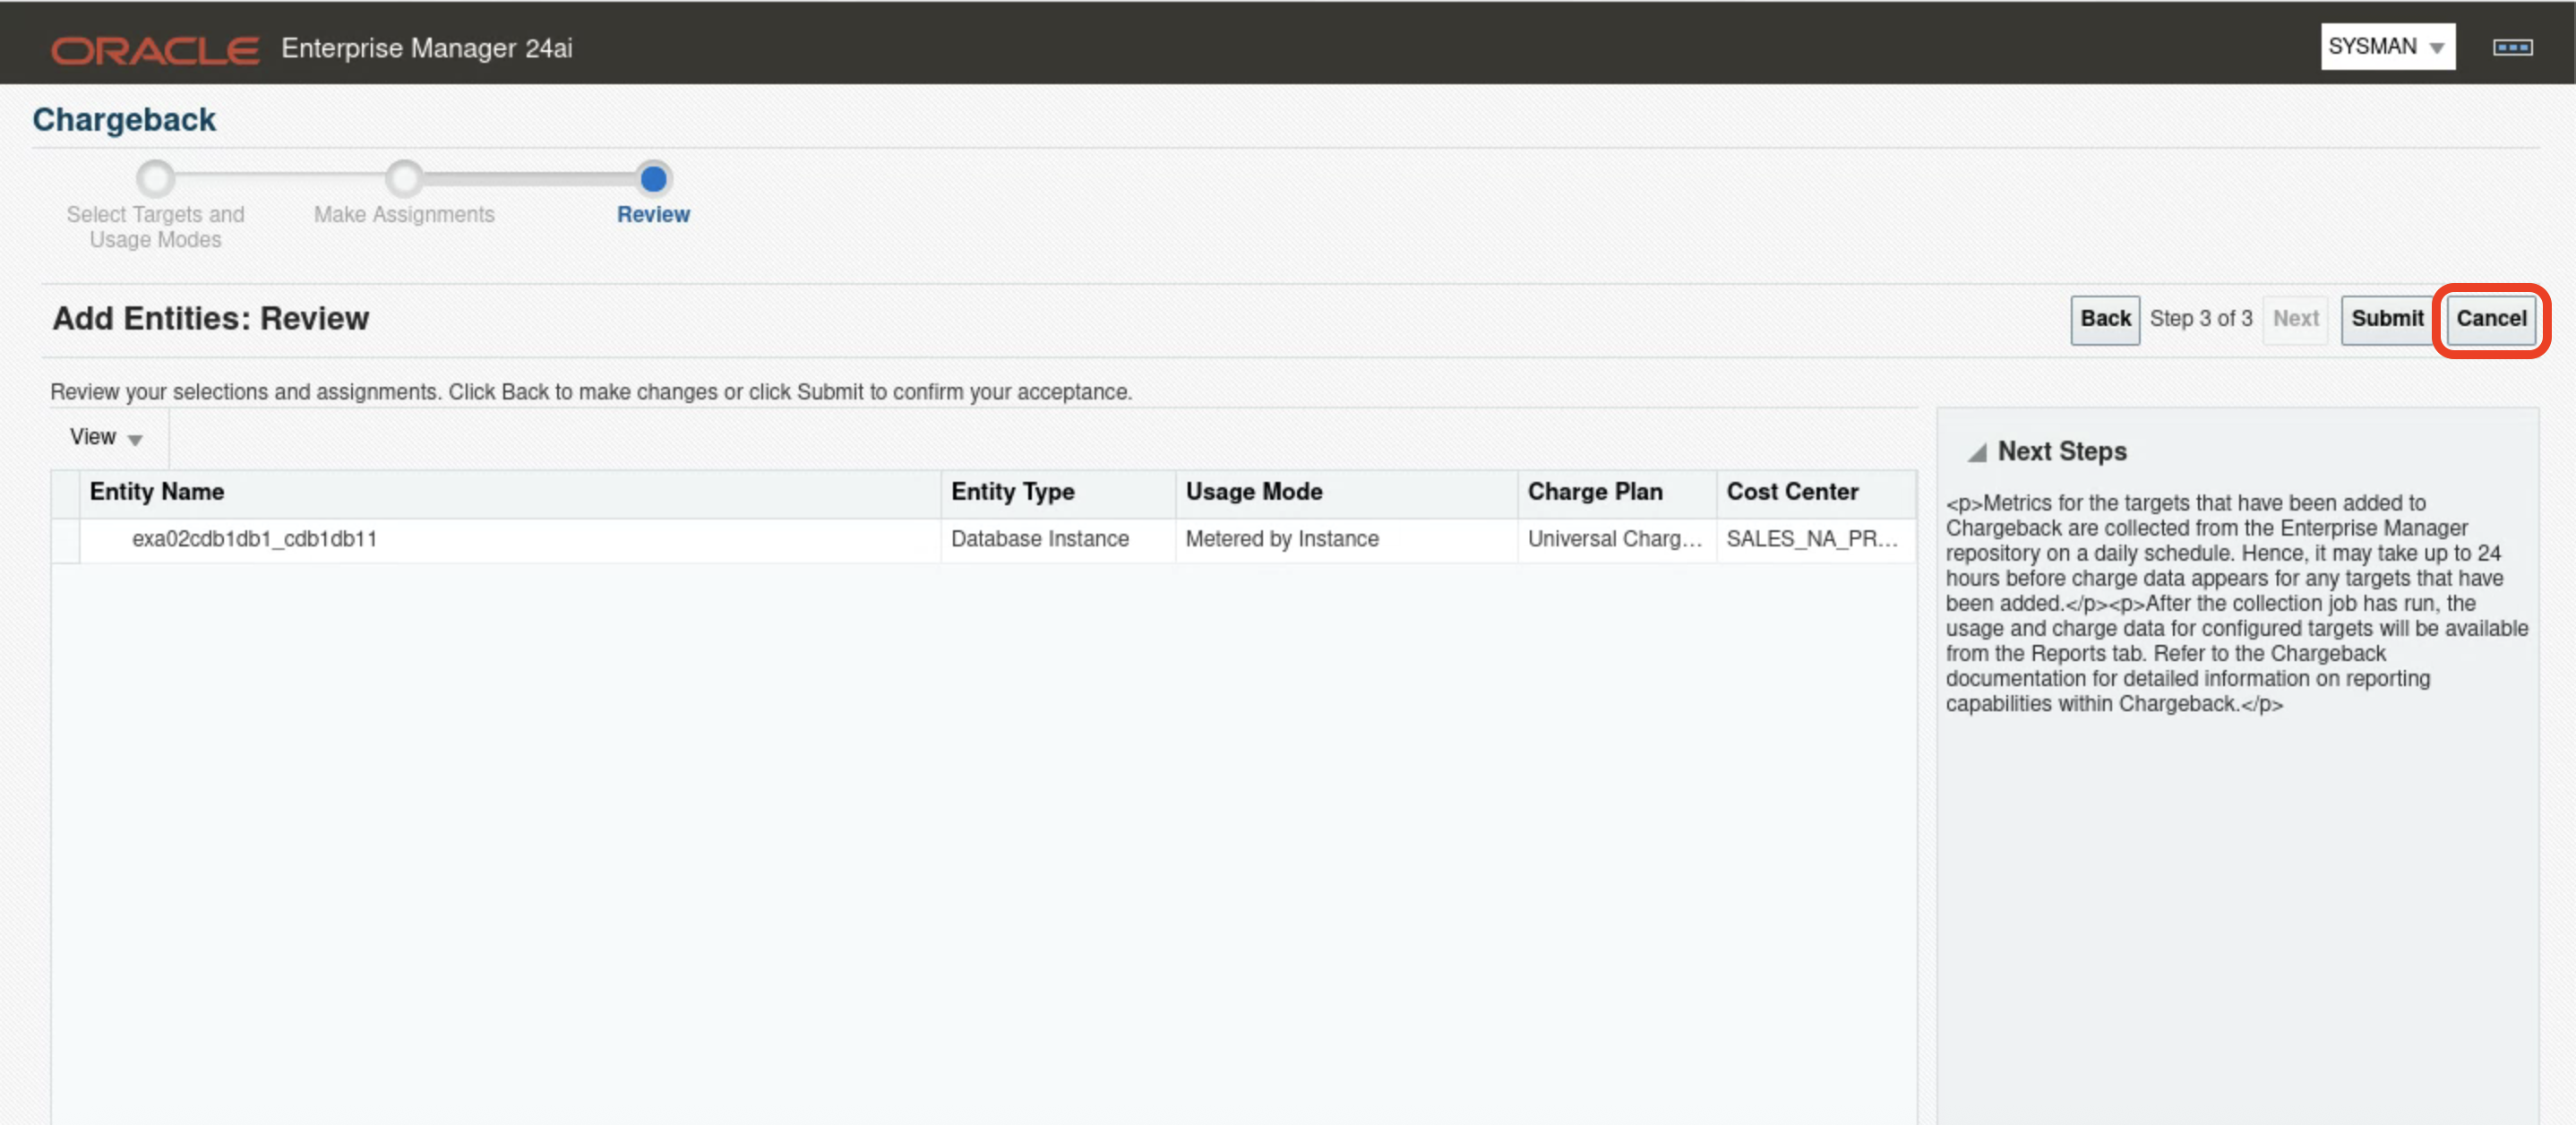 ORACLE Enterprise Manager 24ai
SYSMAN
Chargeback
Select Targets and
Usage Modes
Make Assignments
Review
Add Entities: Review
Back Step 3 of 3 Next Submit Cancel
Review your selections and assignments. Click Back to make changes or click Submit to confirm your acceptance.
View
Entity Name Entity Type Usage Mode Charge Plan Cost Center
exa02cdb1db1_cdb1db11 Database Instance Metered by Instance Universal Charg... SALES_NA_PR...
Next Steps
<p>Metrics for the targets that have been added to
Chargeback are collected from the Enterprise Manager
repository on a daily schedule. Hence, it may take up to 24
hours before charge data appears for any targets that have
been added.</p><p>After the collection job has run, the
usage and charge data for configured targets will be available
from the Reports tab. Refer to the Chargeback
documentation for detailed information on reporting
capabilities within Chargeback.</p>